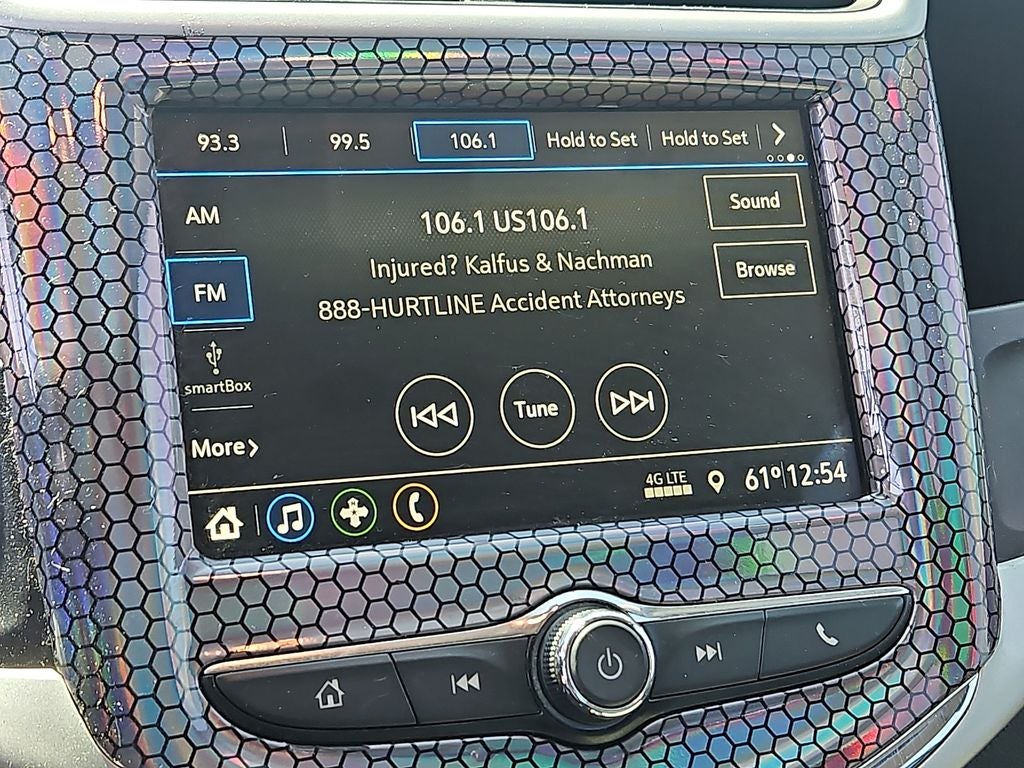 93.3 99.5 106.1 Hold to Set Hold to Set
AM
Sound
106.1 US106.1
Injured? Kalfus & Nachman
Browse
FM
888-HURTLINE Accident Attorneys
smartBox
Tune
More
4G LTE
61° 12:54